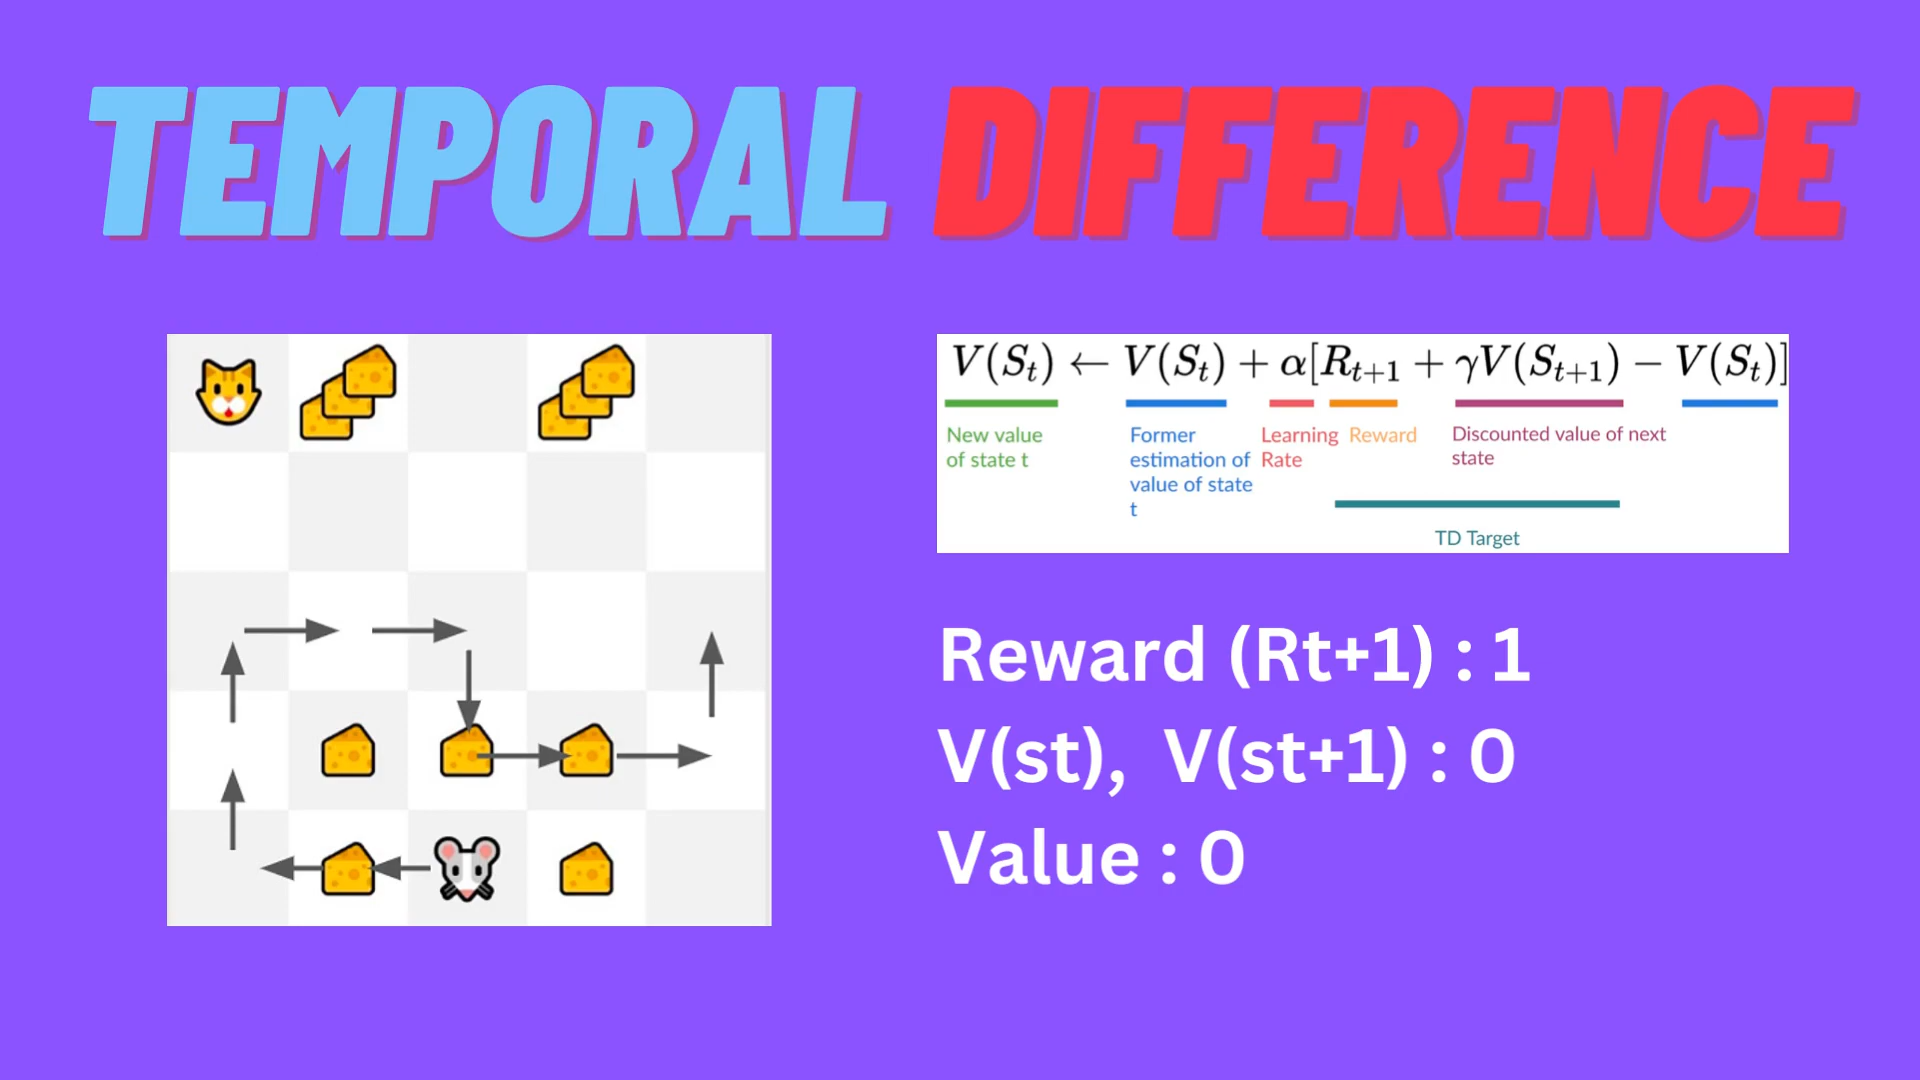 TEMPORAL DIFFERENCE
V(S_t) ← V(S_t) + α[R_{t+1} + γV(S_{t+1}) − V(S_t)]
New value
of state t
Former
estimation of
value of state
t
Learning
Rate
Reward
Discounted value of next
state
TD Target
Reward (Rt+1) : 1
V(st), V(st+1) : 0
Value : 0